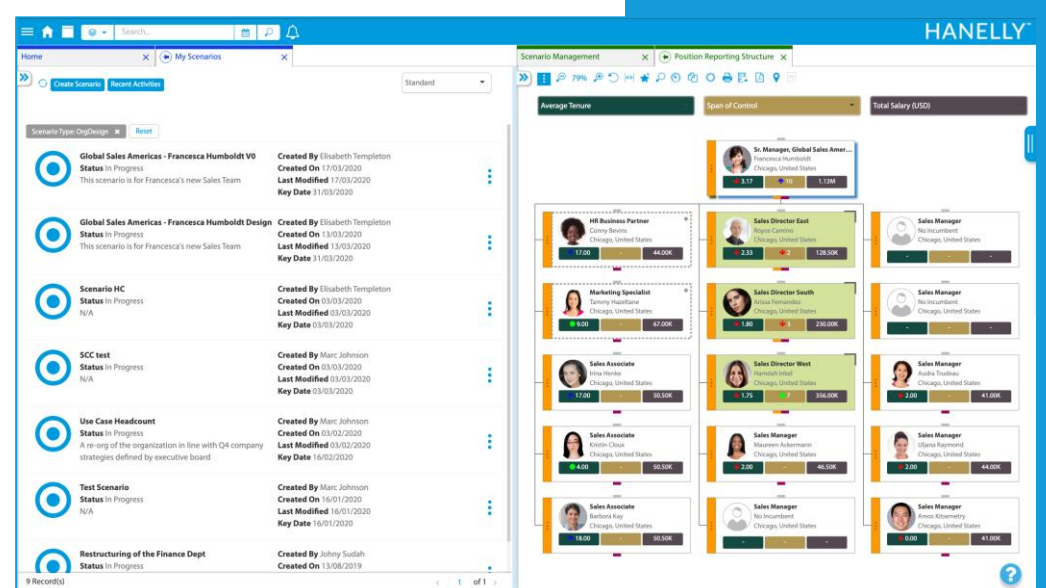 Search...
HANELLY™
Home
My Scenarios
Create Scenario
Recent Activities
Standard
Scenario Type: OrgDesign
Reset
Global Sales Americas - Francesca Humboldt V0
Status In Progress
This scenario is for Francesca's new Sales Team
Created By Elisabeth Templeton
Created On 17/03/2020
Last Modified 17/03/2020
Key Date 31/03/2020
Global Sales Americas - Francesca Humboldt Design
Status In Progress
This scenario is for Francesca's new Sales Team
Created By Elisabeth Templeton
Created On 13/03/2020
Last Modified 13/03/2020
Key Date 31/03/2020
Scenario HC
Status In Progress
N/A
Created By Elisabeth Templeton
Created On 03/03/2020
Last Modified 03/03/2020
Key Date 03/03/2020
SCC test
Status In Progress
N/A
Created By Marc Johnson
Created On 03/03/2020
Last Modified 03/03/2020
Key Date 03/03/2020
Use Case Headcount
Status In Progress
A re-org of the organization in line with Q4 company
strategies defined by executive board
Created By Marc Johnson
Created On 03/02/2020
Last Modified 03/02/2020
Key Date 16/02/2020
Test Scenario
Status In Progress
N/A
Created By Marc Johnson
Created On 16/01/2020
Last Modified 16/01/2020
Key Date 16/01/2020
Restructuring of the Finance Dept
Status In Progress
Created By Johny Sudah
Created On 13/08/2019
9 Record(s)
1 of 1
Scenario Management
Position Reporting Structure
79%
Average Tenure
Span of Control
Total Salary (USD)
Sr. Manager, Global Sales Amer...
Francesca Humboldt
Chicago, United States
3.17 10 1.13M
HR Business Partner
Conny Bevins
Chicago, United States
17.00 - 44.00K
Sales Director East
Royce Camino
Chicago, United States
2.33 2 128.50K
Sales Manager
No Incumbent
Chicago, United States
- - -
Marketing Specialist
Tammy Hazeltane
Chicago, United States
9.00 - 67.00K
Sales Director South
Arissa Fernandez
Chicago, United States
1.80 3 230.00K
Sales Manager
No Incumbent
Chicago, United States
- - -
Sales Associate
Irina Henke
Chicago, United States
17.00 - 50.50K
Sales Director West
Hamdah Inkel
Chicago, United States
1.75 7 356.00K
Sales Manager
Audra Trudeau
Chicago, United States
2.00 - 41.00K
Sales Associate
Kristin Cloux
Chicago, United States
4.00 - 50.50K
Sales Manager
Maureen Ackermann
Chicago, United States
2.00 - 46.50K
Sales Manager
Uljana Raymond
Chicago, United States
2.00 - 44.00K
Sales Associate
Barbora Kay
Chicago, United States
18.00 - 50.50K
Sales Manager
No Incumbent
Chicago, United States
- - -
Sales Manager
Amos Kitsemetry
Chicago, United States
0.00 - 41.00K
?